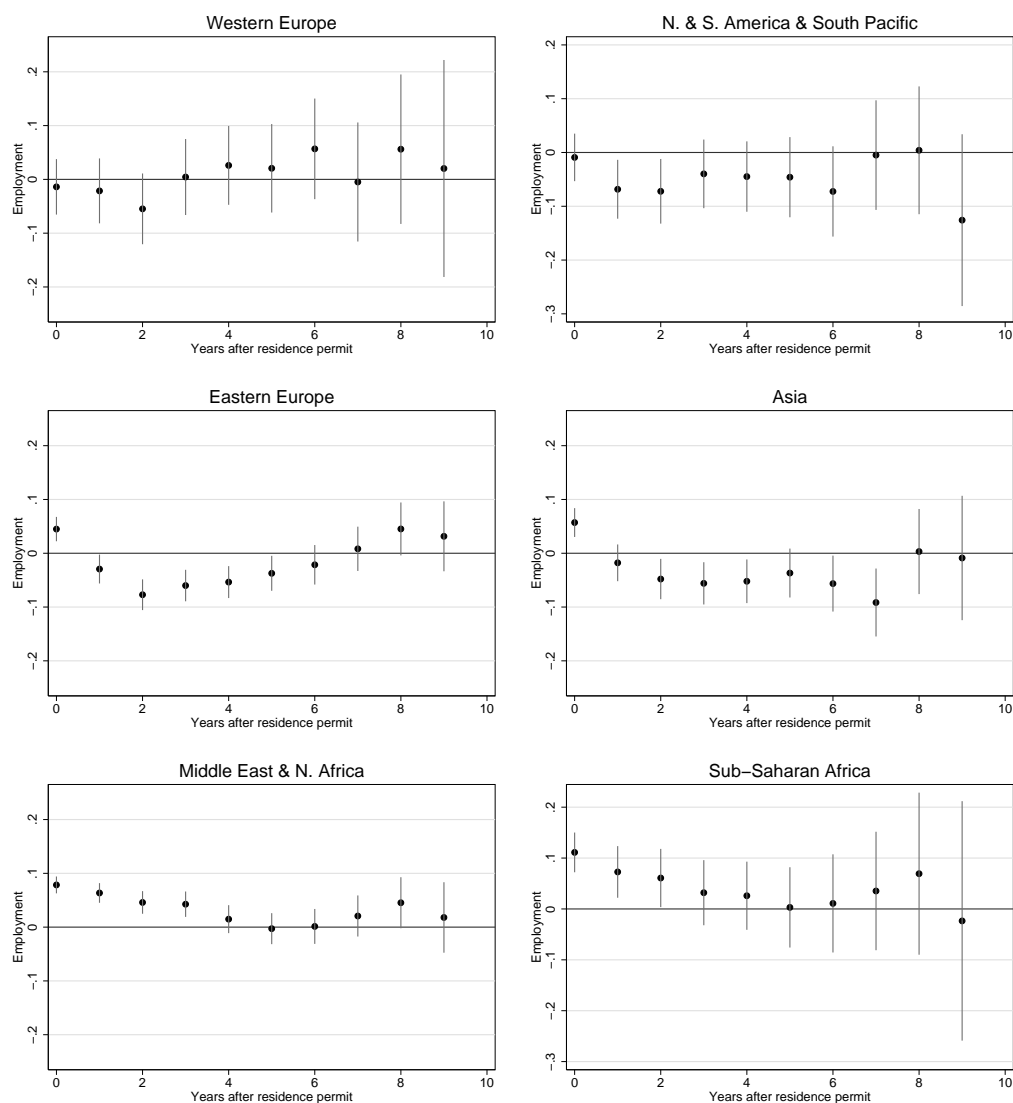 Western Europe
Employment
.2
.1
0
−.1
−.2
0 2 4 6 8 10
Years after residence permit
N. & S. America & South Pacific
Employment
.2
.1
0
−.1
−.2
−.3
0 2 4 6 8 10
Years after residence permit
Eastern Europe
Employment
.2
.1
0
−.1
−.2
0 2 4 6 8 10
Years after residence permit
Asia
Employment
.2
.1
0
−.1
−.2
0 2 4 6 8 10
Years after residence permit
Middle East & N. Africa
Employment
.2
.1
0
−.1
−.2
0 2 4 6 8 10
Years after residence permit
Sub−Saharan Africa
Employment
.2
.1
0
−.1
−.2
−.3
0 2 4 6 8 10
Years after residence permit